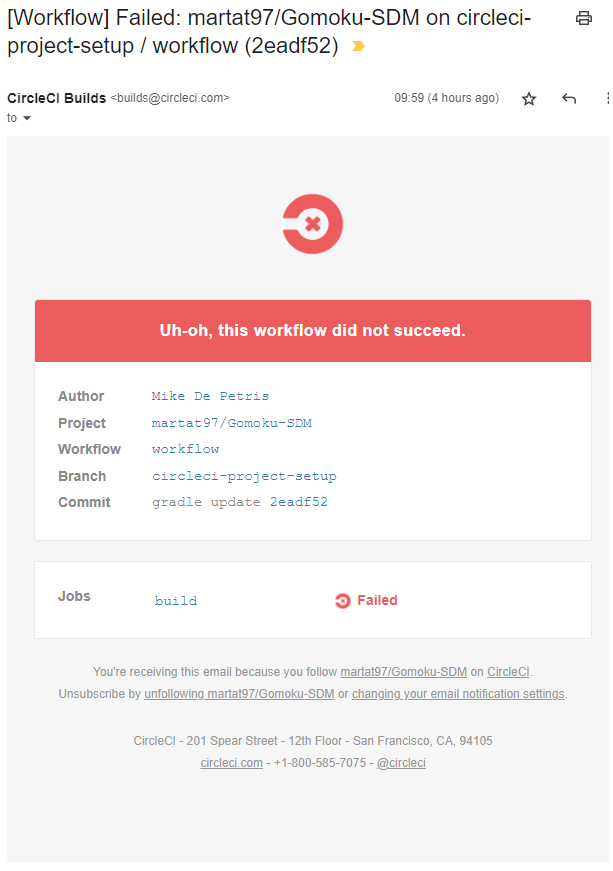 [Workflow] Failed: martat97/Gomoku-SDM on circleci-
project-setup / workflow (2eadf52)
CircleCI Builds <builds@circleci.com> 09:59 (4 hours ago)
to
Uh-oh, this workflow did not succeed.
Author Mike De Petris
Project martat97/Gomoku-SDM
Workflow workflow
Branch circleci-project-setup
Commit gradle update 2eadf52
Jobs build Failed
You're receiving this email because you follow martat97/Gomoku-SDM on CircleCI.
Unsubscribe by unfollowing martat97/Gomoku-SDM or changing your email notification settings.
CircleCI - 201 Spear Street - 12th Floor - San Francisco, CA, 94105
circleci.com - +1-800-585-7075 - @circleci